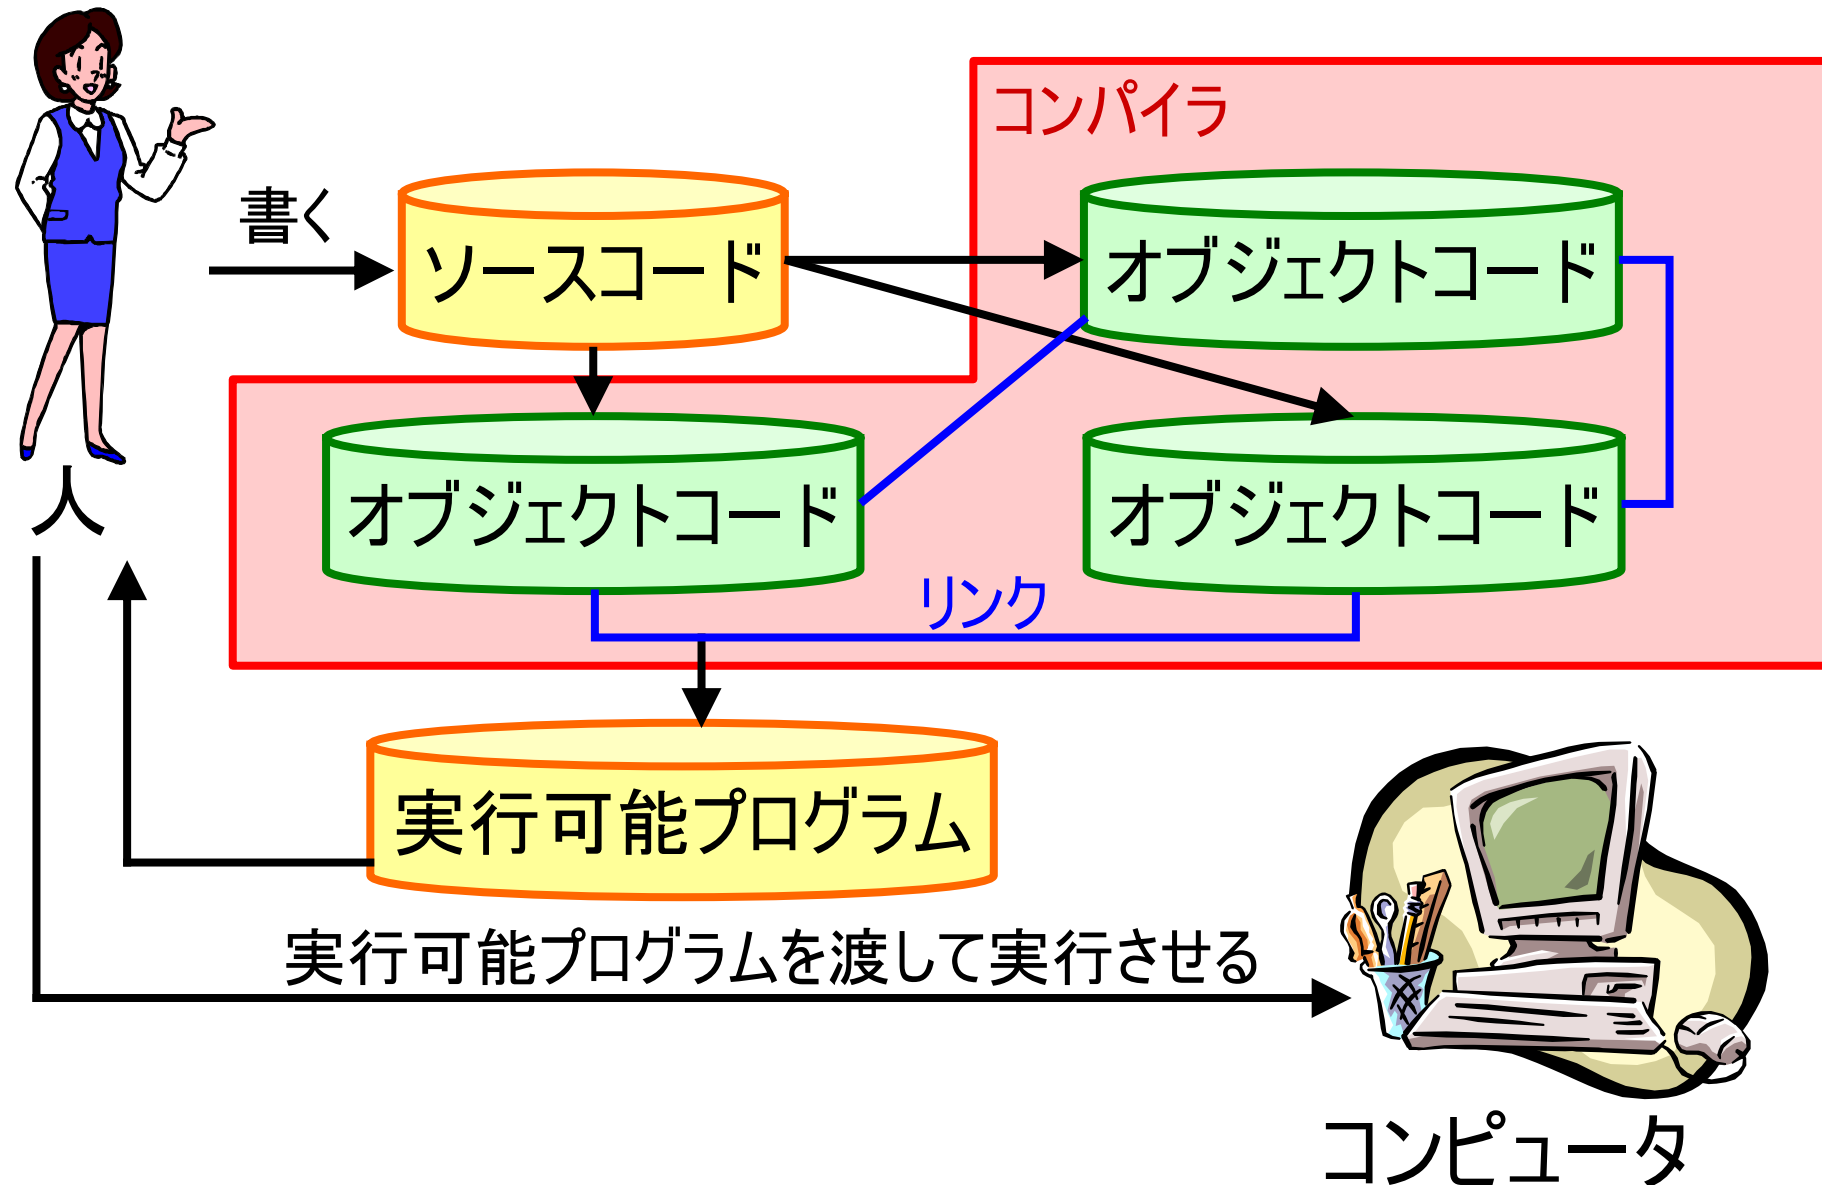 コンパイラ
書く
ソースコード
オブジェクトコード
オブジェクトコード
オブジェクトコード
人
リンク
実行可能プログラム
実行可能プログラムを渡して実行させる
コンピュータ